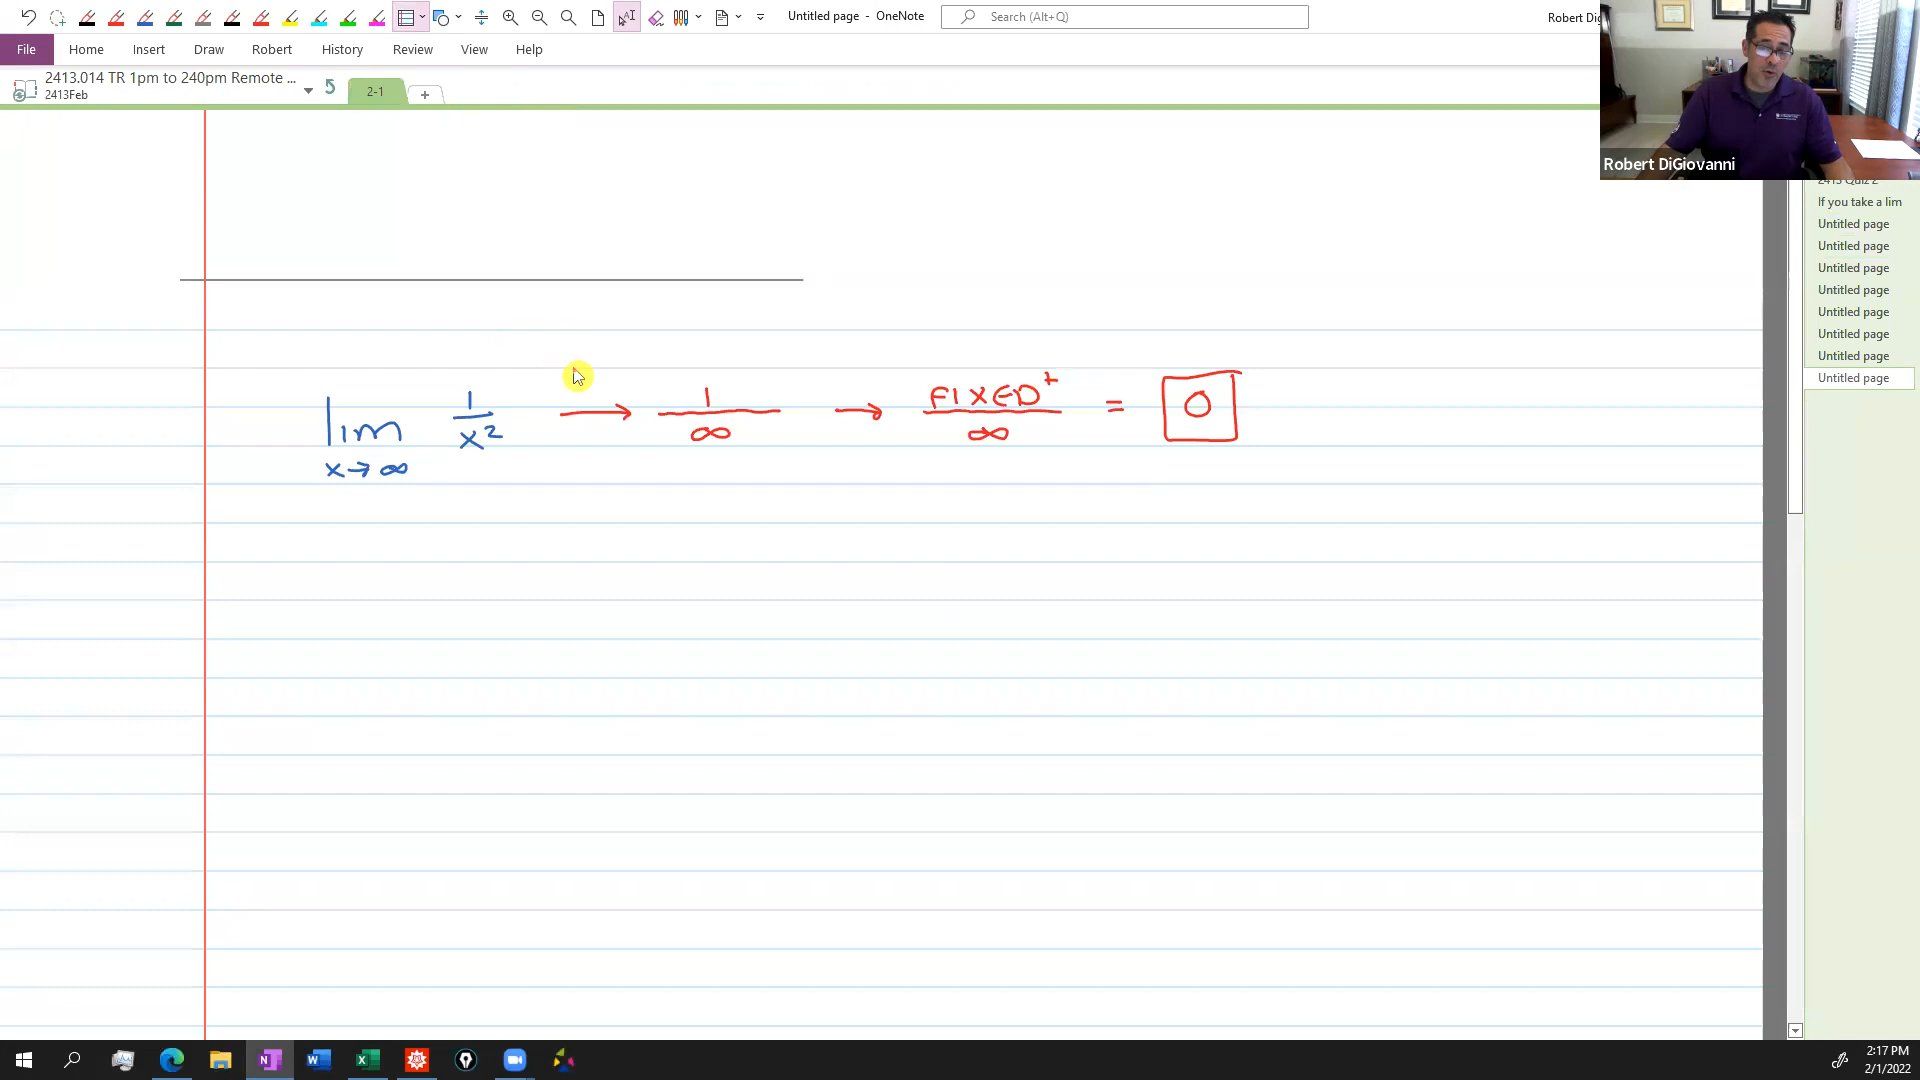 Untitled page - OneNote
Search (Alt+Q)
File Home Insert Draw Robert History Review View Help
2413.014 TR 1pm to 240pm Remote ...
2413Feb
2-1
Robert DiGiovanni
2413 Quiz 2
If you take a lim
Untitled page
Untitled page
Untitled page
Untitled page
Untitled page
Untitled page
Untitled page
Untitled page
lim x→∞ 1/x² → 1/∞ → FIXED⁺/∞ = 0
2:17 PM
2/1/2022